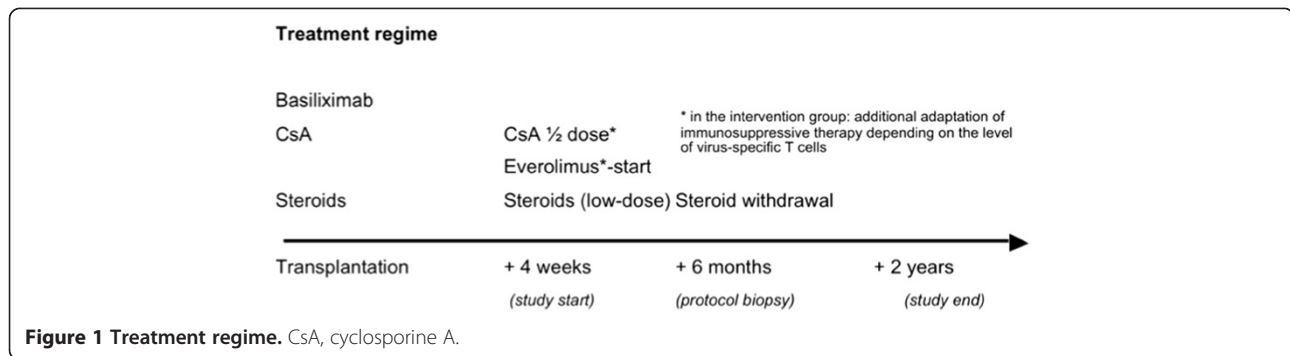 Treatment regime
Basiliximab
CsA CsA ½ dose* * in the intervention group: additional adaptation of
immunosuppressive therapy depending on the level
of virus-specific T cells
Everolimus*-start
Steroids Steroids (low-dose) Steroid withdrawal
Transplantation + 4 weeks + 6 months + 2 years
(study start) (protocol biopsy) (study end)
Figure 1 Treatment regime. CsA, cyclosporine A.